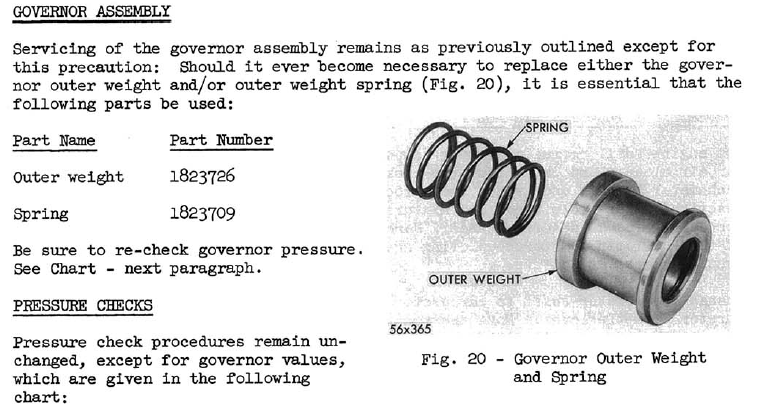 GOVERNOR ASSEMBLY
Servicing of the governor assembly remains as previously outlined except for
this precaution: Should it ever become necessary to replace either the gover-
nor outer weight and/or outer weight spring (Fig. 20), it is essential that the
following parts be used:
Part Name Part Number
Outer weight 1823726
Spring 1823709
Be sure to re-check governor pressure.
See Chart - next paragraph.
PRESSURE CHECKS
Pressure check procedures remain un-
changed, except for governor values,
which are given in the following
chart:
SPRING
OUTER WEIGHT
56x365
Fig. 20 - Governor Outer Weight
and Spring